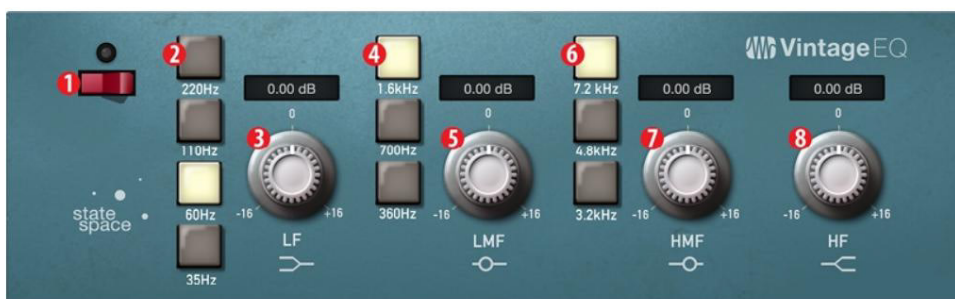 Vintage EQ
1
2
220Hz
110Hz
60Hz
35Hz
3
0.00 dB
0
-16
+16
LF
4
1.6kHz
700Hz
360Hz
5
0.00 dB
0
-16
+16
LMF
6
7.2 kHz
4.8kHz
3.2kHz
7
0.00 dB
0
-16
+16
HMF
8
0.00 dB
0
-16
+16
HF
state
space